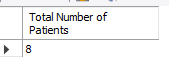 Total Number of
Patients
8